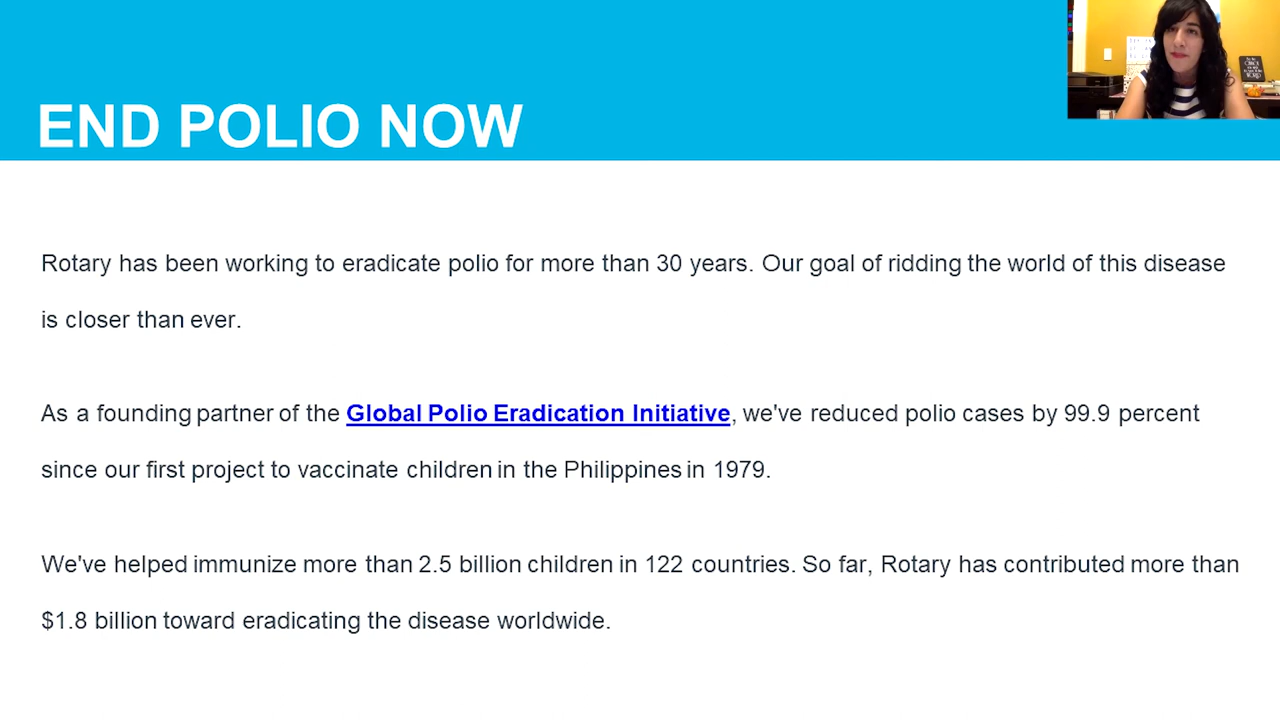 END POLIO NOW
Rotary has been working to eradicate polio for more than 30 years. Our goal of ridding the world of this disease
is closer than ever.
As a founding partner of the Global Polio Eradication Initiative, we've reduced polio cases by 99.9 percent
since our first project to vaccinate children in the Philippines in 1979.
We've helped immunize more than 2.5 billion children in 122 countries. So far, Rotary has contributed more than
$1.8 billion toward eradicating the disease worldwide.